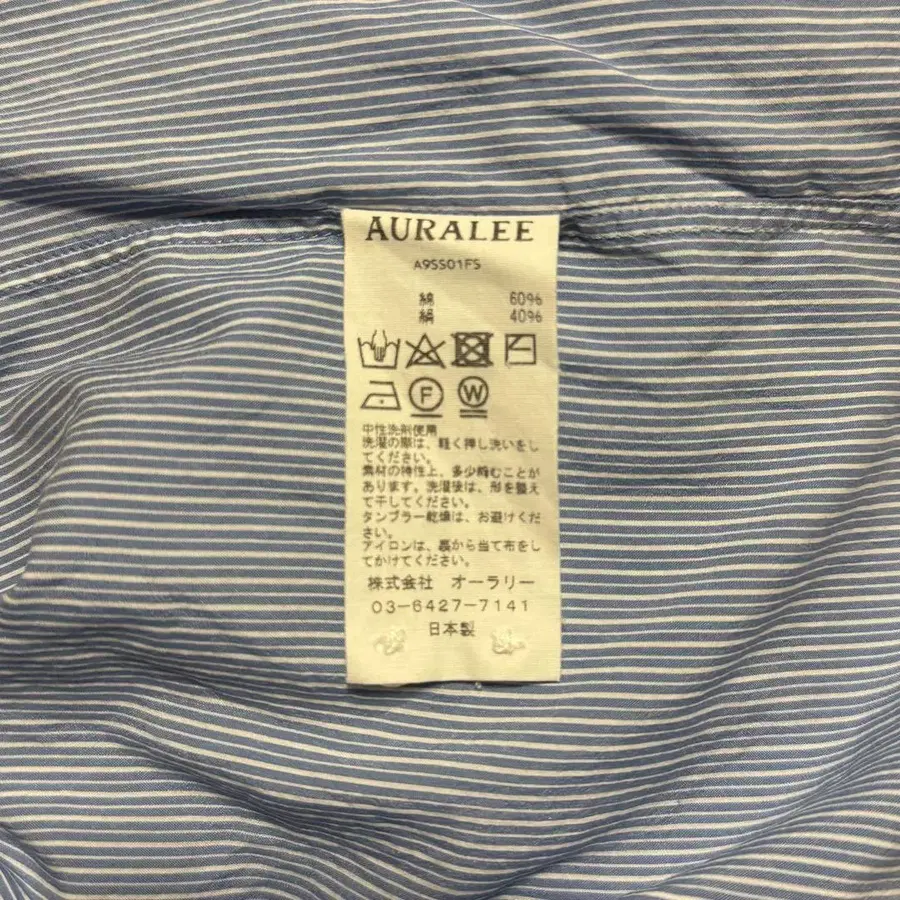 AURALEE
A9SS01FS
綿 60%
絹 40%
F W
中性洗剤使用
洗濯の際は、軽く押し洗いをし
てください。
素材の特性上、多少縮むことが
あります。洗濯後は、形を整え
て干してください。
タンブラー乾燥は、お避けくだ
さい。
アイロンは、裏から当て布をし
てかけてください。
株式会社 オーラリー
03-6427-7141
日本製